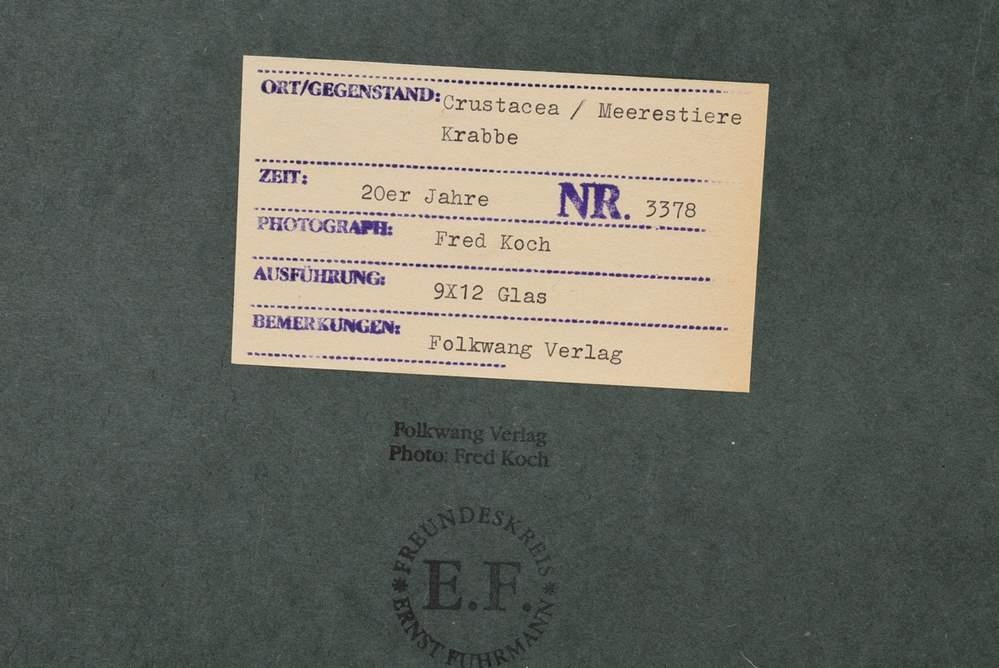 ORT/GEGENSTAND: Crustacea / Meerestiere
Krabbe
ZEIT: 20er Jahre NR. 3378
PHOTOGRAPH: Fred Koch
AUSFÜHRUNG: 9X12 Glas
BEMERKUNGEN: Folkwang Verlag
Folkwang Verlag
Photo: Fred Koch
* FREUNDESKREIS *
E.F.
ERNST FUHRMANN